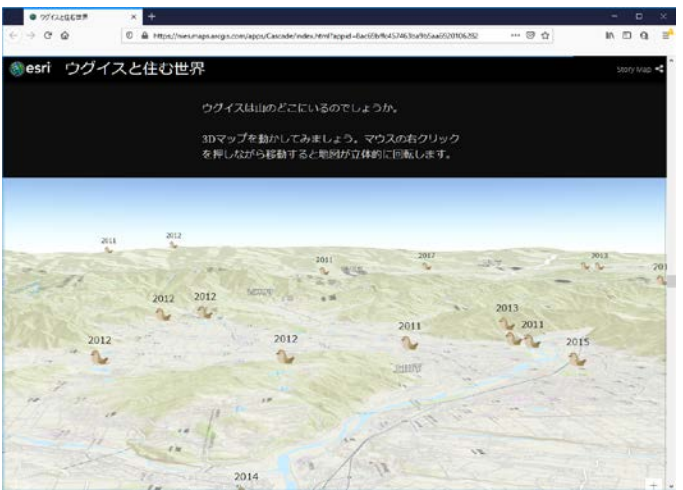 ウグイスと住む世界
esri ウグイスと住む世界
Story Map
ウグイスは山のどこにいるのでしょうか。
3Dマップを動かしてみましょう。マウスの右クリック
を押しながら移動すると地図が立体的に回転します。
2011
2012
2011
2017
2013
201
2012
2012
2013
2012
2012
2011
2011
2015
2014